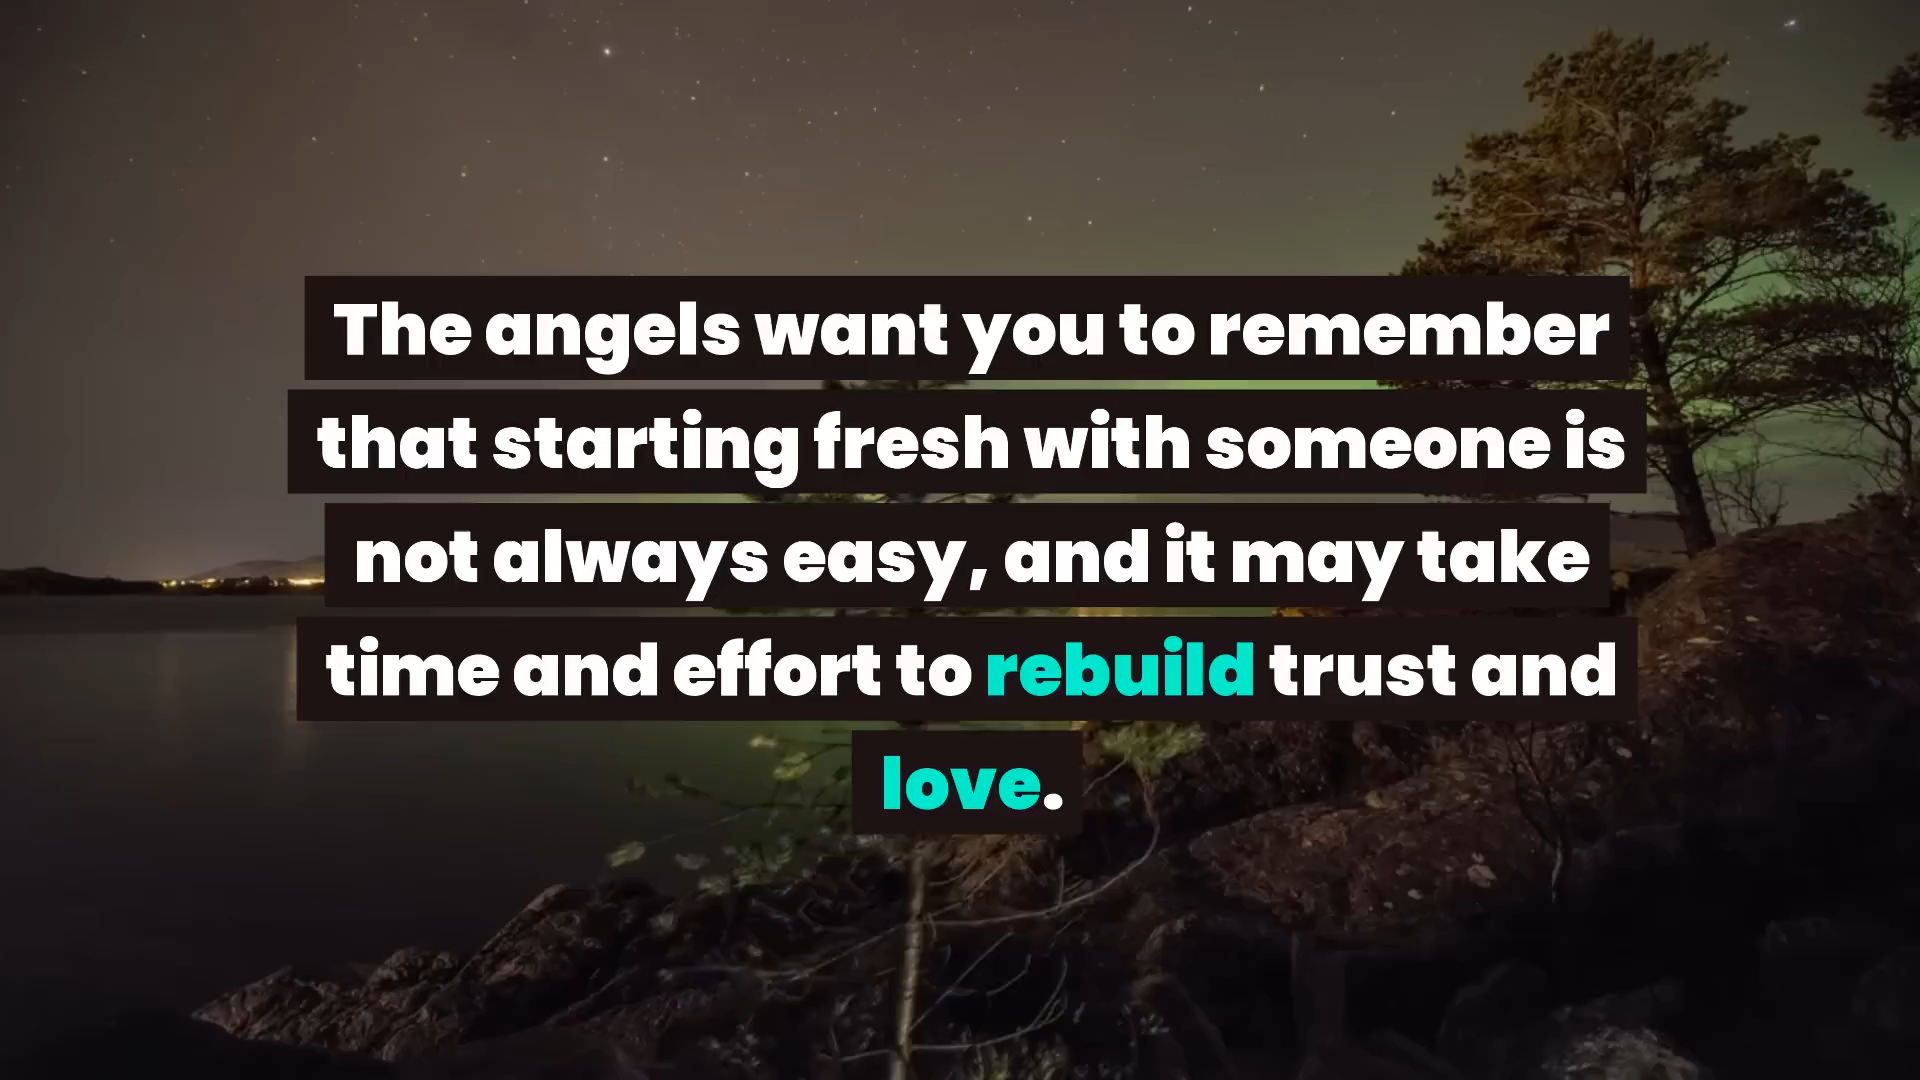 The angels want you to remember
that starting fresh with someone is
not always easy, and it may take
time and effort to rebuild trust and
love.